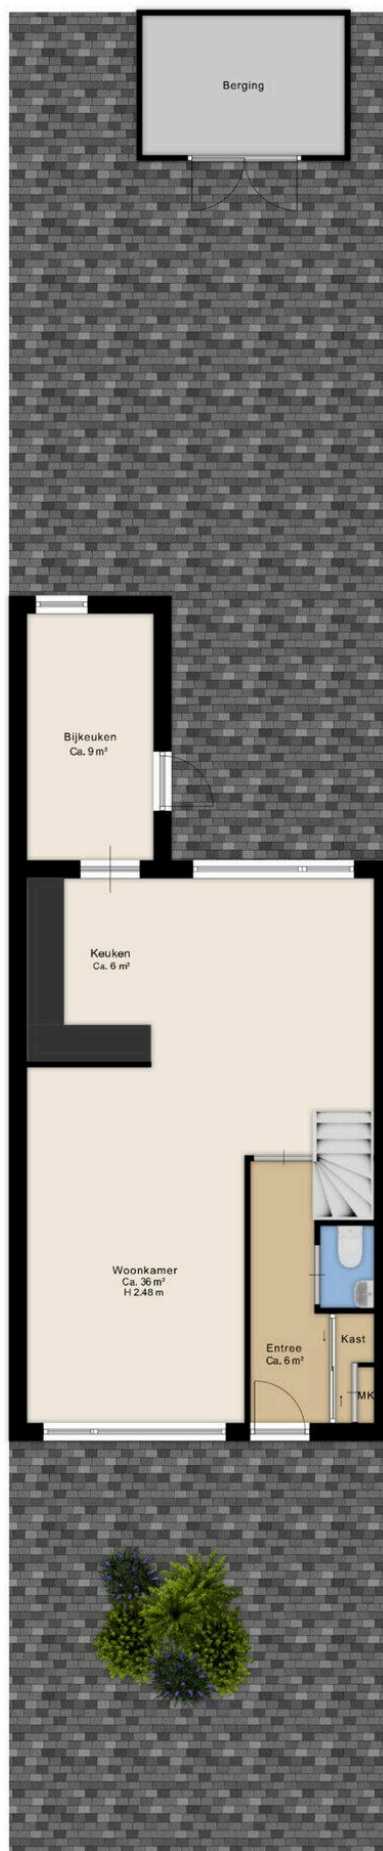 Berging
Bijkeuken
Ca. 9 m²
Keuken
Ca. 6 m²
Woonkamer
Ca. 36 m²
H 2.48 m
Entree
Ca. 6 m²
Kast
MK